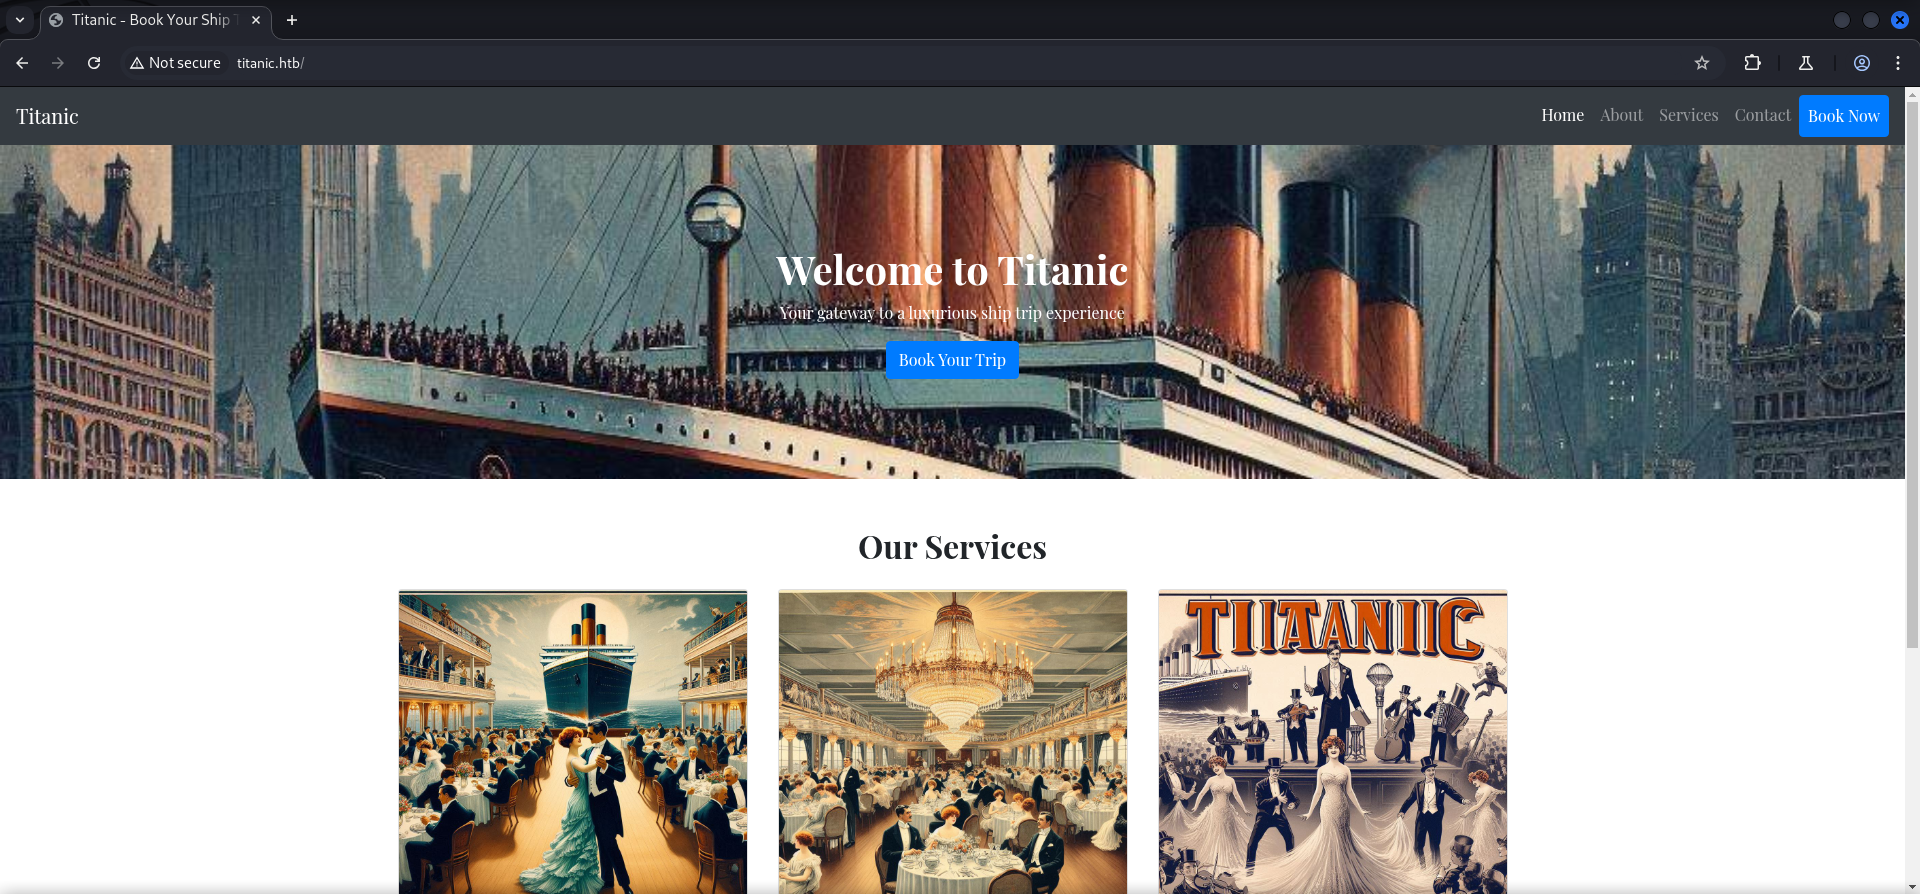 Titanic - Book Your Ship T
Not secure
titanic.htb/
Titanic
Home
About
Services
Contact
Book Now
Welcome to Titanic
Your gateway to a luxurious ship trip experience
Book Your Trip
Our Services
TIITANIIC